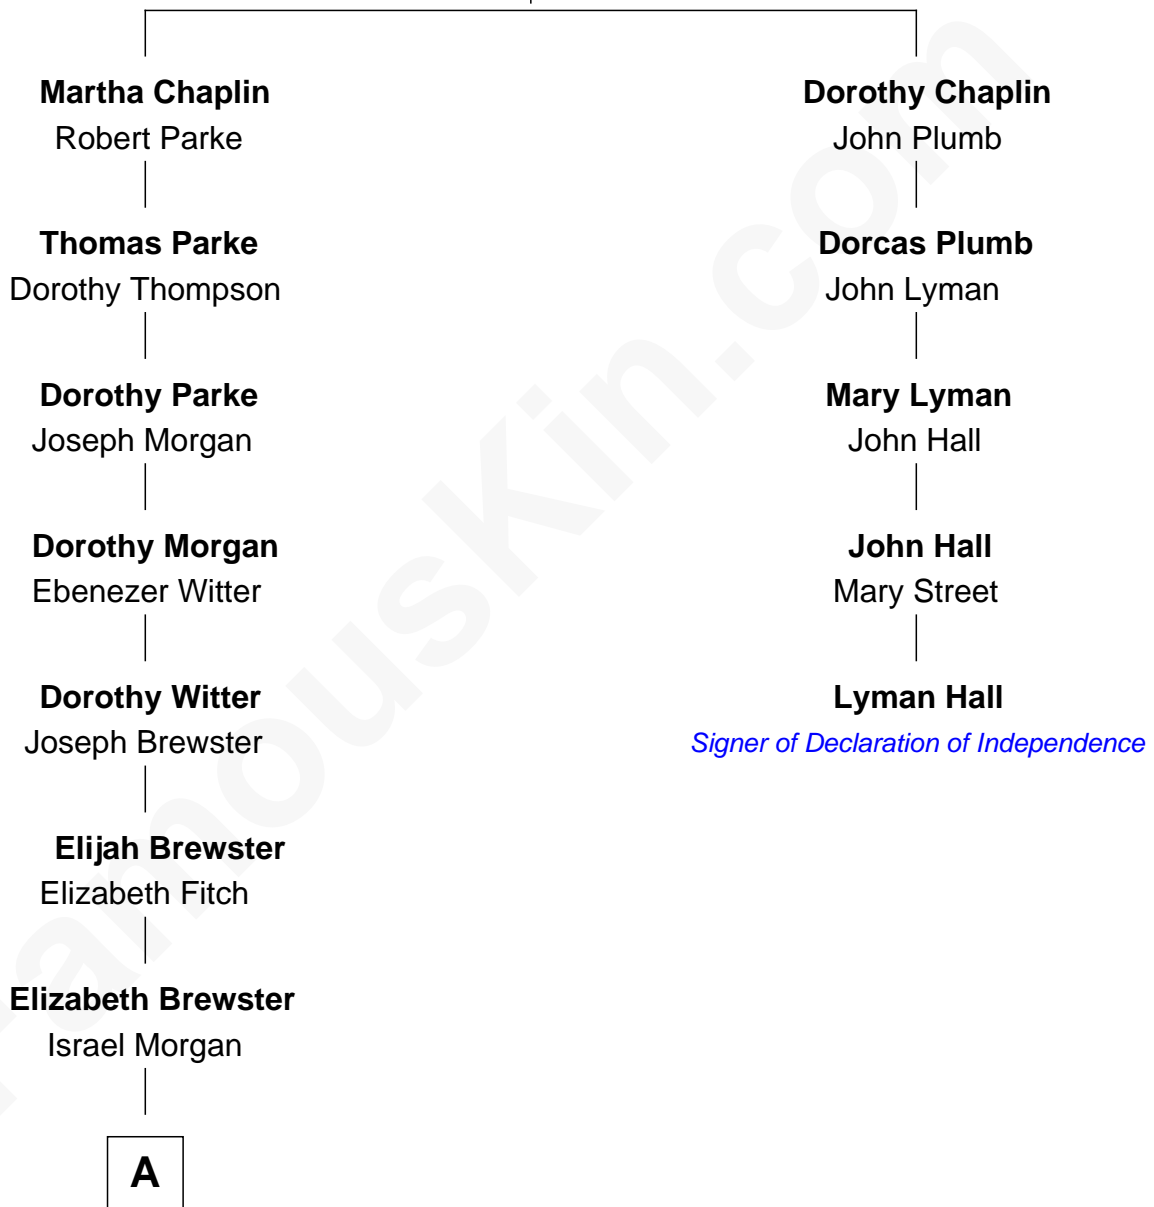 Martha Chaplin
Robert Parke
Dorothy Chaplin
John Plumb
Thomas Parke
Dorothy Thompson
Dorcas Plumb
John Lyman
Dorothy Parke
Joseph Morgan
Mary Lyman
John Hall
Dorothy Morgan
Ebenezer Witter
John Hall
Mary Street
Dorothy Witter
Joseph Brewster
Lyman Hall
Signer of Declaration of Independence
Elijah Brewster
Elizabeth Fitch
Elizabeth Brewster
Israel Morgan
A
FamousKin.com